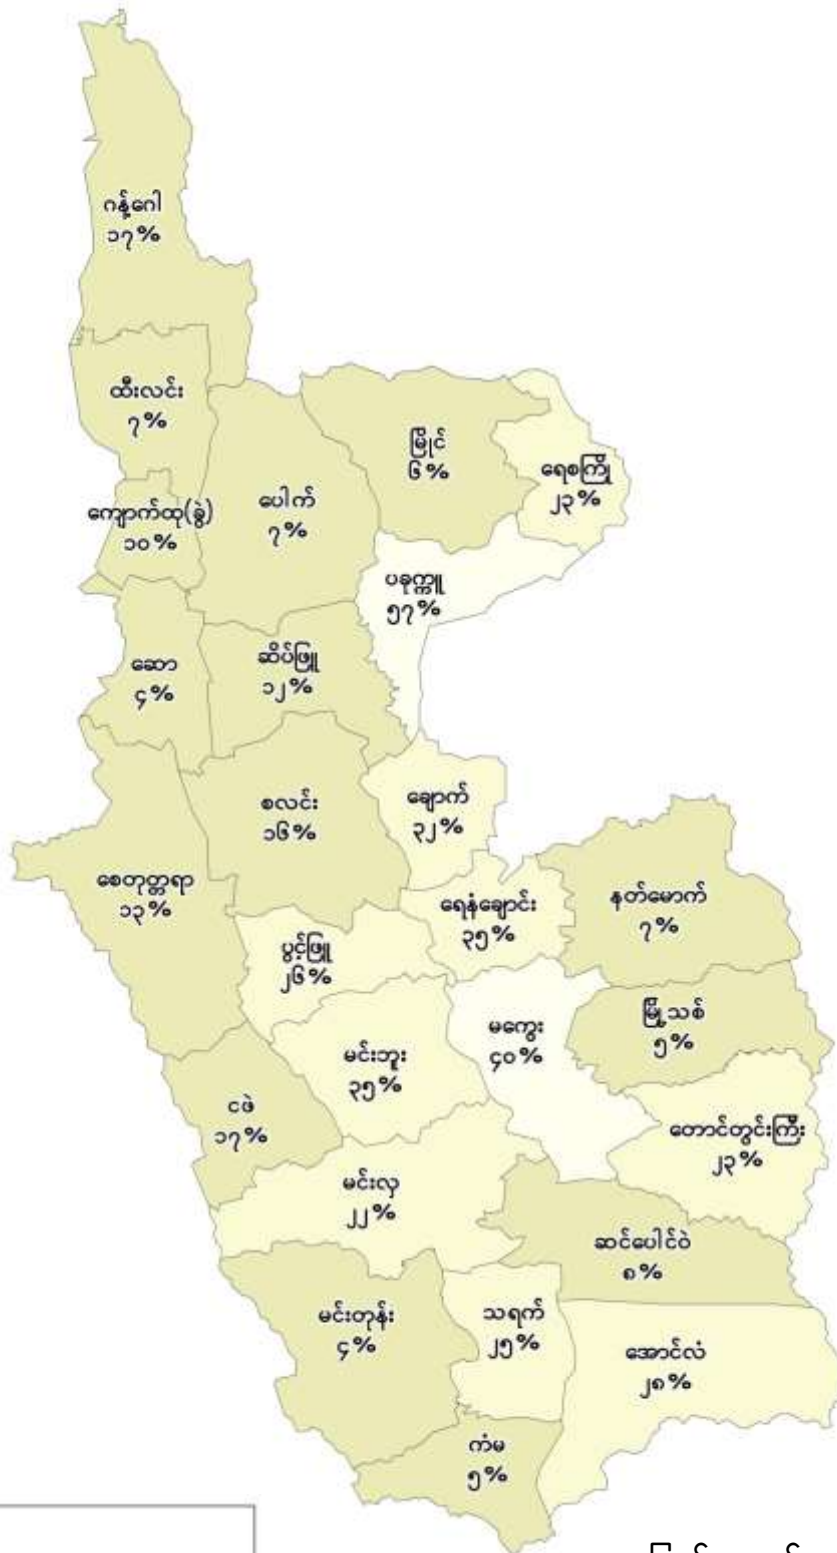 ဂန့်ဂေါ
၁၇%
ထီးလင်း
၇%
မြိုင်
၆%
ရေစကြို
၂၃%
ပေါက်
၇%
ကျောက်ထု(ခွဲ)
၁၀%
ပခုက္ကူ
၅၇%
ဆော
၄%
ဆိပ်ဖြူ
၁၂%
စလင်း
၁၆%
ချောက်
၃၂%
စေတုတ္တရာ
၁၃%
ရေနံချောင်း
၃၅%
နတ်မောက်
၇%
ပွင့်ဖြူ
၂၆%
မကွေး
၄၀%
မြို့သစ်
၅%
မင်းဘူး
၃၅%
ငဖဲ
၁၇%
တောင်တွင်းကြီး
၂၃%
မင်းလှ
၂၂%
ဆင်ပေါင်ဝဲ
၈%
မင်းတုန်း
၄%
သရက်
၂၅%
အောင်လံ
၂၈%
ကံမ
၅%